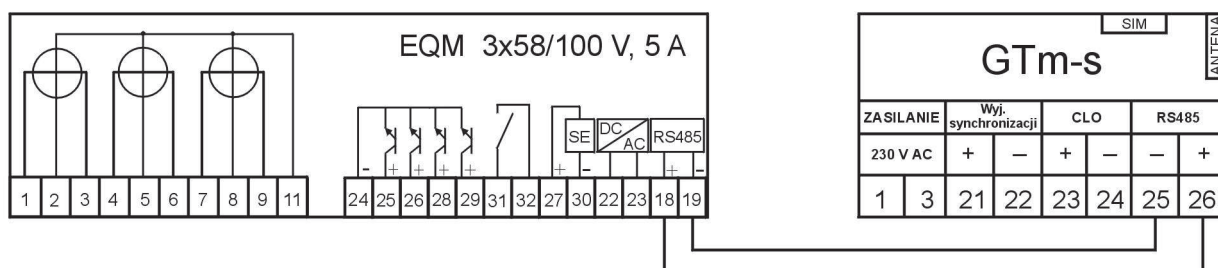 EQM 3x58/100 V, 5 A
SE DC AC RS485
- + + + + + - + -
1 2 3 4 5 6 7 8 9 11 24 25 26 28 29 31 32 27 30 22 23 18 19
SIM
ANTENA
GTm-s
ZASILANIE Wyj. synchronizacji CLO RS485
230 V AC + – + – – +
1 3 21 22 23 24 25 26